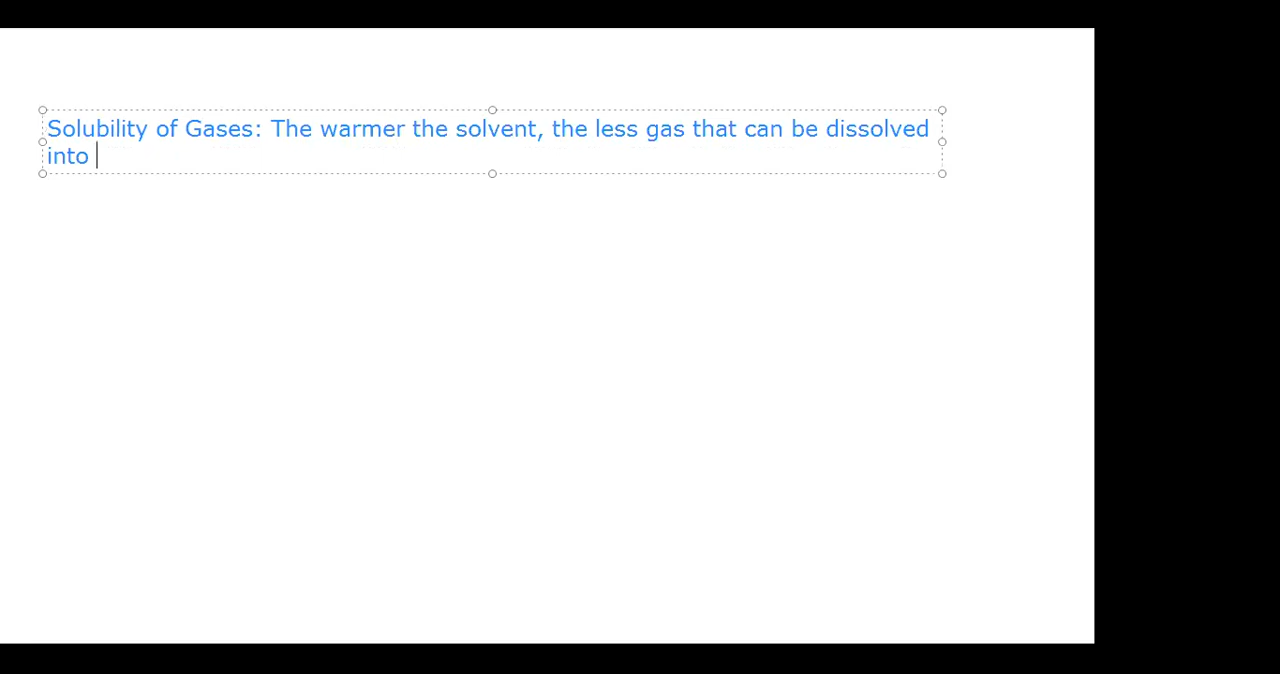 Solubility of Gases: The warmer the solvent, the less gas that can be dissolved
into